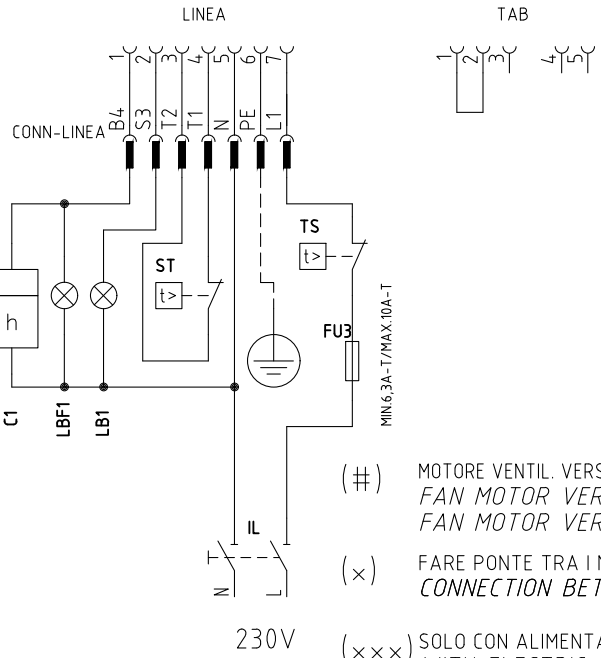 LINEA
TAB
1 2 3 4 5 6 7
1 2 3 4 5
B4 S3 T2 T1 N PE L1
CONN-LINEA
TS
t>
ST
t>
h
FU3
MIN.6,3A-T/MAX.10A-T
C1
LBF1
LB1
(#) MOTORE VENTIL. VERS
FAN MOTOR VER
FAN MOTOR VER
IL
(x) FARE PONTE TRA I
CONNECTION BET
N L
230V
(xxx) SOLO CON ALIMENTA